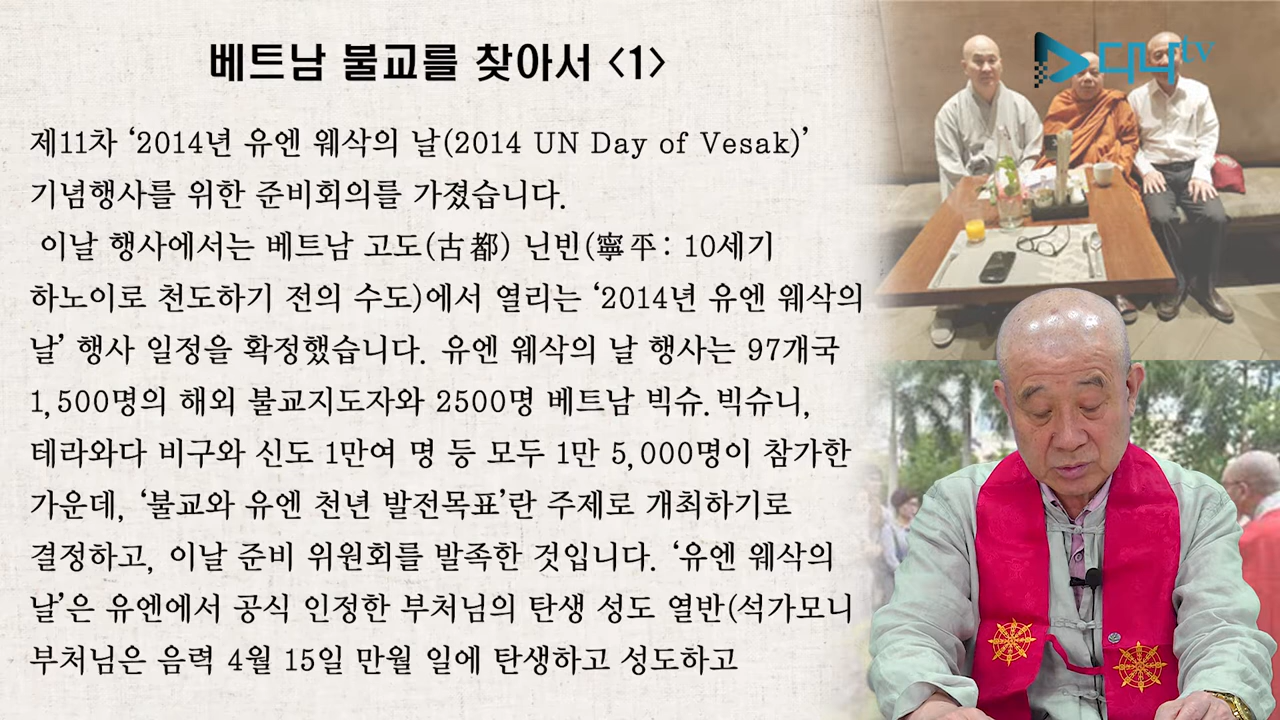 베트남 불교를 찾아서 <1>
디나tv
제11차 ‘2014년 유엔 웨삭의 날(2014 UN Day of Vesak)’
기념행사를 위한 준비회의를 가졌습니다.
이날 행사에서는 베트남 고도(古都) 닌빈(寧平: 10세기
하노이로 천도하기 전의 수도)에서 열리는 ‘2014년 유엔 웨삭의
날’ 행사 일정을 확정했습니다. 유엔 웨삭의 날 행사는 97개국
1,500명의 해외 불교지도자와 2500명 베트남 빅슈.빅슈니,
테라와다 비구와 신도 1만여 명 등 모두 1만 5,000명이 참가한
가운데, ‘불교와 유엔 천년 발전목표’란 주제로 개최하기로
결정하고, 이날 준비 위원회를 발족한 것입니다. ‘유엔 웨삭의
날’은 유엔에서 공식 인정한 부처님의 탄생 성도 열반(석가모니
부처님은 음력 4월 15일 만월 일에 탄생하고 성도하고